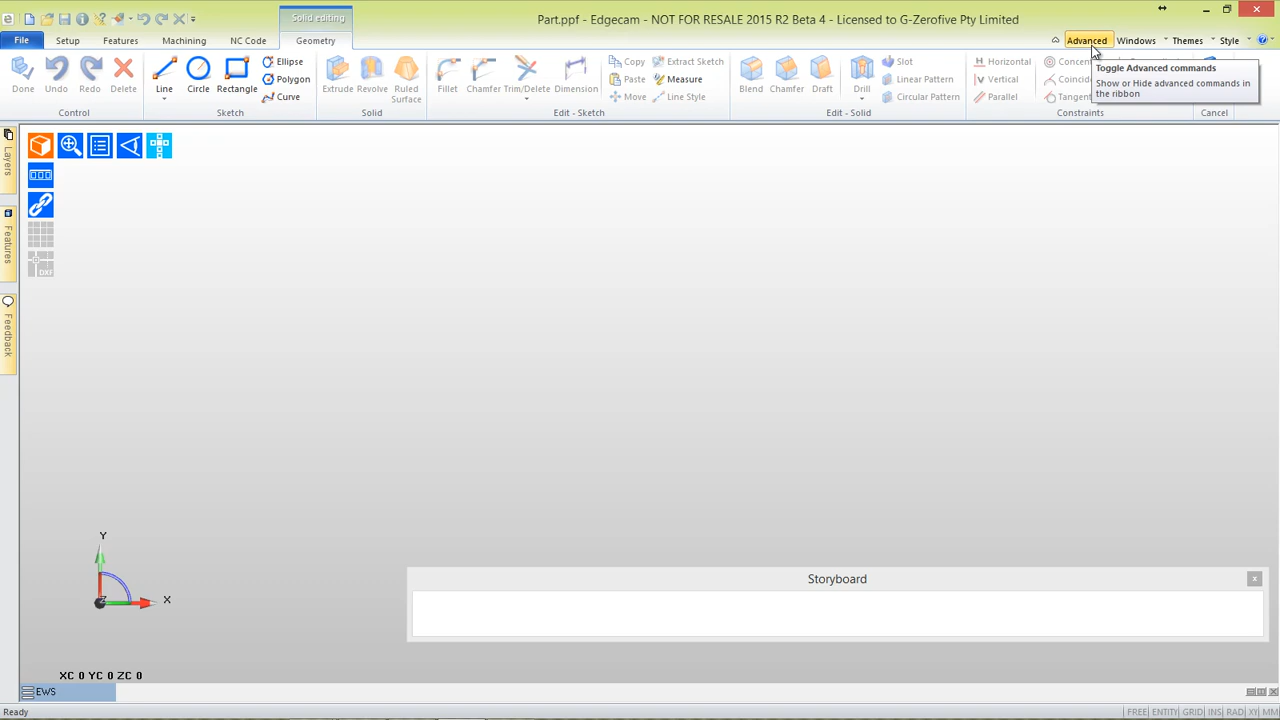 Solid editing
Part.ppf - Edgecam - NOT FOR RESALE 2015 R2 Beta 4 - Licensed to G-Zerofive Pty Limited
File Setup Features Machining NC Code Geometry Advanced Windows Themes Style
Done Undo Redo Delete
Control
Line Circle Rectangle
Ellipse
Polygon
Curve
Sketch
Extrude Revolve Ruled Surface
Solid
Fillet Chamfer Trim/Delete Dimension
Copy
Paste
Move
Extract Sketch
Measure
Line Style
Edit - Sketch
Blend Chamfer Draft Drill
Slot
Linear Pattern
Circular Pattern
Edit - Solid
Horizontal
Vertical
Parallel
Constraints
Cancel
Toggle Advanced commands
Show or Hide advanced commands in
the ribbon
Layers
Features
Feedback
DXF
Y
Z
X
Storyboard
x
XC 0 YC 0 ZC 0
EWS
Ready
FREE ENTITY GRID INS RAD XY MM